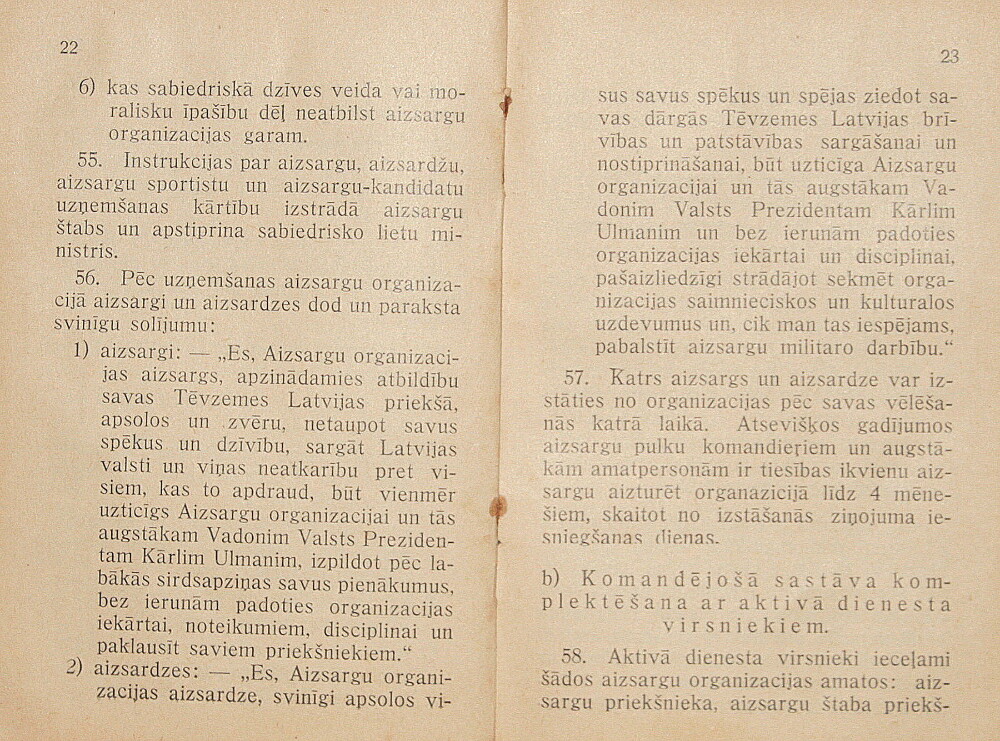 22
6) kas sabiedriskā dzīves veida vai mo-
ralisku īpašību dēļ neatbilst aizsargu
organizacijas garam.
55. Instrukcijas par aizsargu, aizsardžu,
aizsargu sportistu un aizsargu-kandidatu
uzņemšanas kārtību izstrādā aizsargu
štabs un apstiprina sabiedrisko lietu mi-
nistris.
56. Pēc uzņemšanas aizsargu organiza-
cijā aizsargi un aizsardzes dod un paraksta
svinīgu solījumu:
1) aizsargi: — „Es, Aizsargu organizaci-
jas aizsargs, apzinādamies atbildību
savas Tēvzemes Latvijas priekšā,
apsolos un zvēru, netaupot savus
spēkus un dzīvību, sargāt Latvijas
valsti un viņas neatkarību pret vi-
siem, kas to apdraud, būt vienmēr
uzticīgs Aizsargu organizacijai un tās
augstākam Vadonim Valsts Preziden-
tam Kārlim Ulmanim, izpildot pēc la-
bākās sirdsapziņas savus pienākumus,
bez ierunām padoties organizacijas
iekārtai, noteikumiem, disciplinai un
paklausīt saviem priekšniekiem.“
2) aizsardzes: — „Es, Aizsargu organi-
zacijas aizsardze, svinīgi apsolos vi-
23
sus savus spēkus un spējas ziedot sa-
vas dārgās Tēvzemes Latvijas brī-
vības un patstāvības sargāšanai un
nostiprināšanai, būt uzticīga Aizsargu
organizacijai un tās augstākam Va-
donim Valsts Prezidentam Kārlim
Ulmanim un bez ierunām padoties
organizacijas iekārtai un disciplinai,
pašaizliedzīgi strādājot sekmēt orga-
nizacijas saimnieciskos un kulturalos
uzdevumus un, cik man tas iespējams,
pabalstīt aizsargu militaro darbību.“
57. Katrs aizsargs un aizsardze var iz-
stāties no organizacijas pēc savas vēlēša-
nās katrā laikā. Atsevišķos gadījumos
aizsargu pulku komandieŗiem un augstā-
kām amatpersonām ir tiesības ikvienu aiz-
sargu aizturēt organazicijā līdz 4 mēne-
šiem, skaitot no izstāšanās ziņojuma ie-
sniegšanas dienas.
b) Komandējošā sastāva kom-
plektēšana ar aktivā dienesta
virsniekiem.
58. Aktivā dienesta virsnieki ieceļami
šādos aizsargu organizacijas amatos: aiz-
sargu priekšnieka, aizsargu štaba priekš-